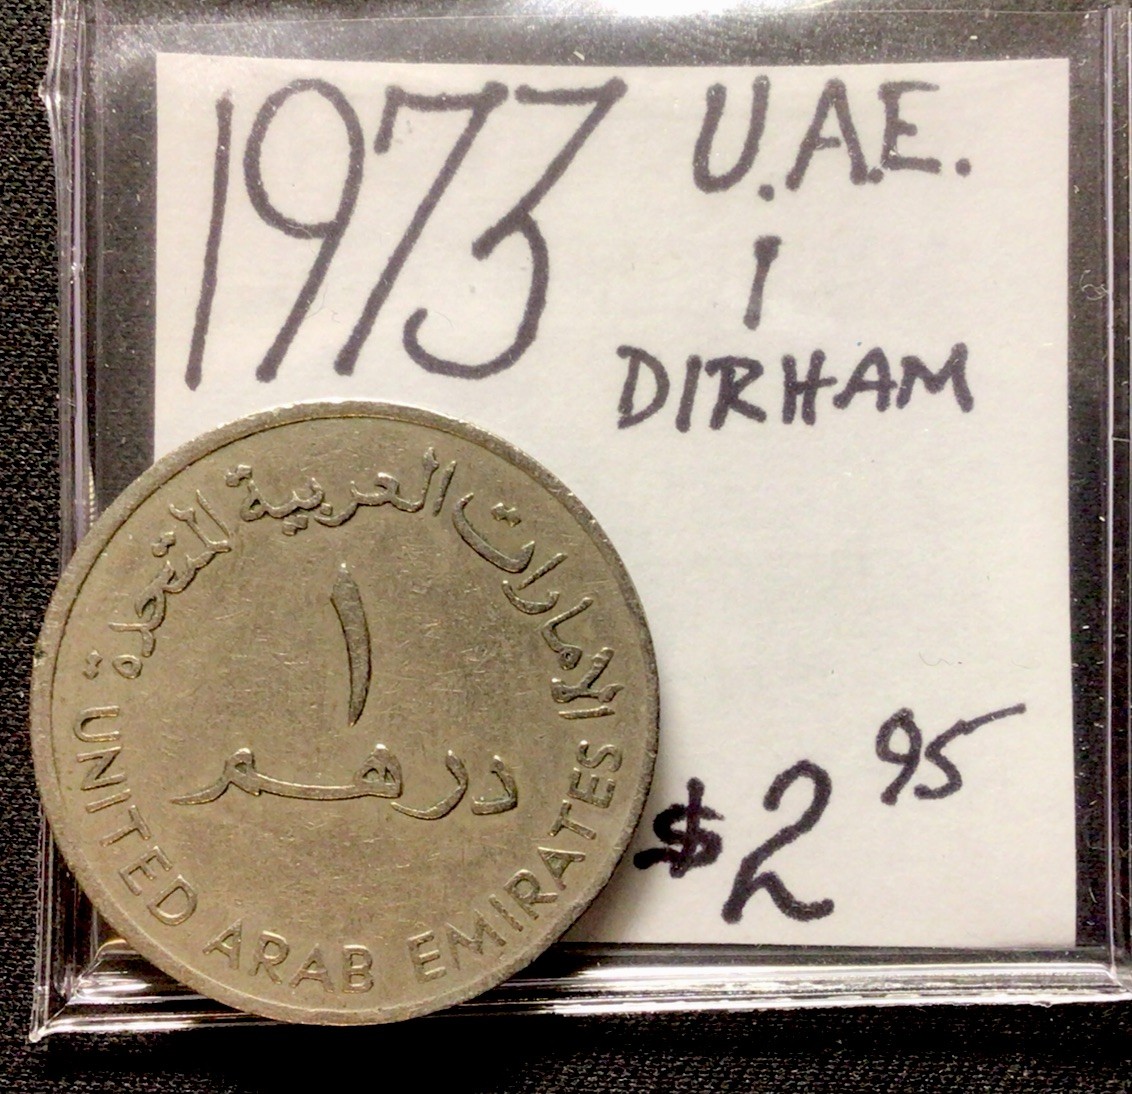 1973
U.A.E.
1
DIRHAM
$2.95
الإمارات العربية المتحدة
١
درهم
UNITED ARAB EMIRATES